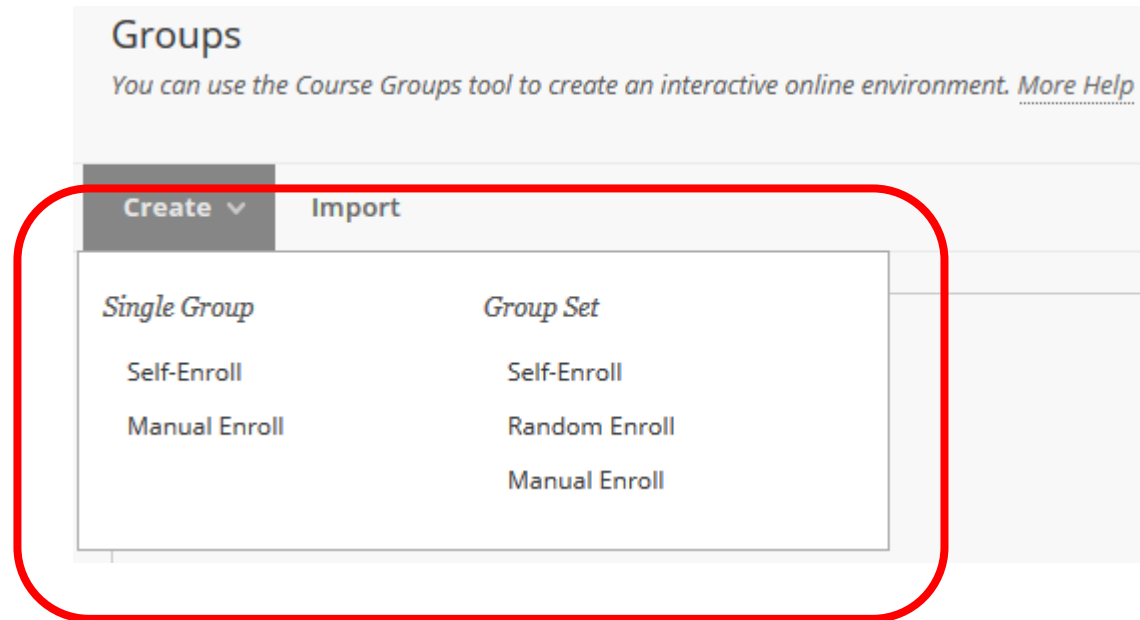 Groups
You can use the Course Groups tool to create an interactive online environment. More Help
Create Import
Single Group Group Set
Self-Enroll Self-Enroll
Manual Enroll Random Enroll
Manual Enroll